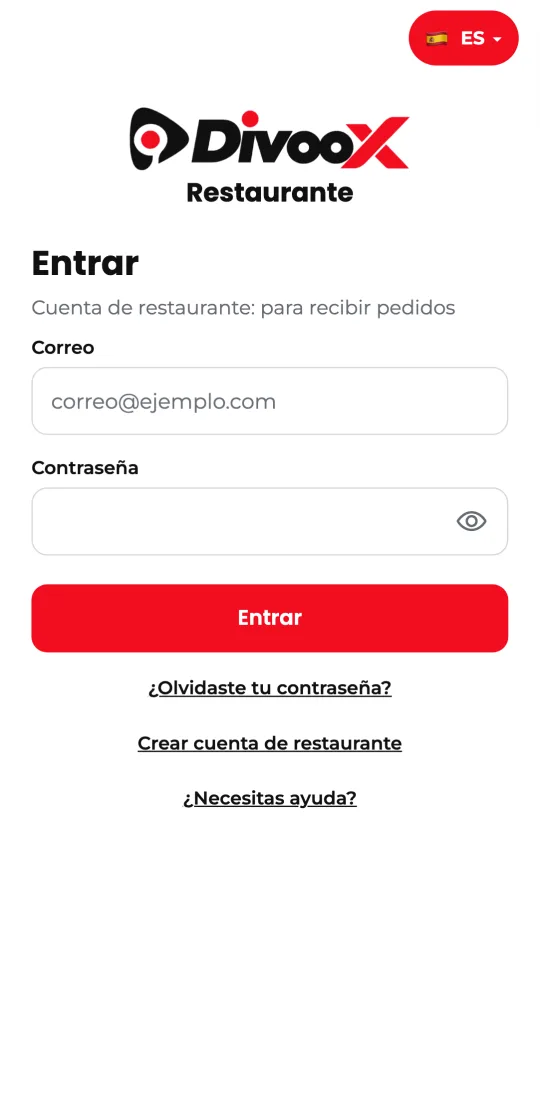 ES
DivooX
Restaurante
Entrar
Cuenta de restaurante: para recibir pedidos
Correo
correo@ejemplo.com
Contraseña
Entrar
¿Olvidaste tu contraseña?
Crear cuenta de restaurante
¿Necesitas ayuda?